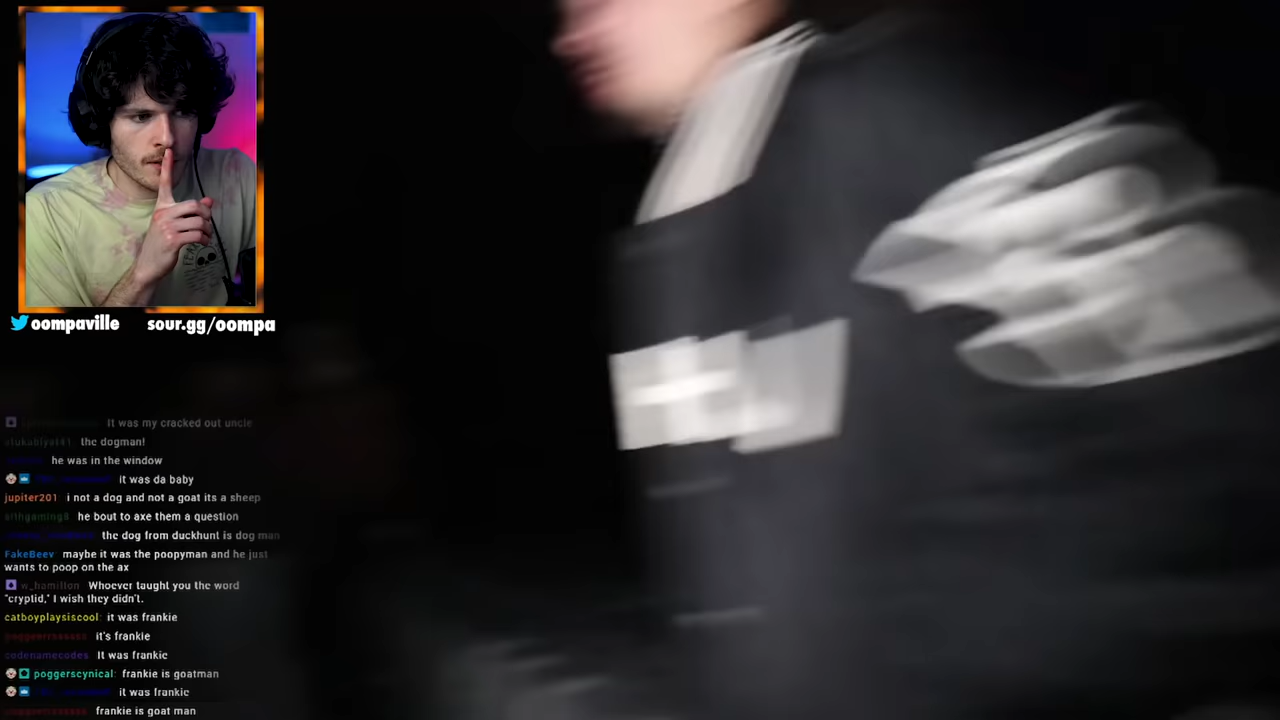 oompaville sour.gg/oompa
It was my cracked out uncle
the dogman!
he was in the window
it was da baby
jupiter201 i not a dog and not a goat its a sheep
he bout to axe them a question
the dog from duckhunt is dog man
FakeBeev: maybe it was the poopyman and he just
wants to poop on the ax
w_hamilton Whoever taught you the word
"cryptid," I wish they didn't.
catboyplaysiscool: it was frankie
it's frankie
codenamecodes It was frankie
poggerscynical: frankie is goatman
it was frankie
frankie is goat man